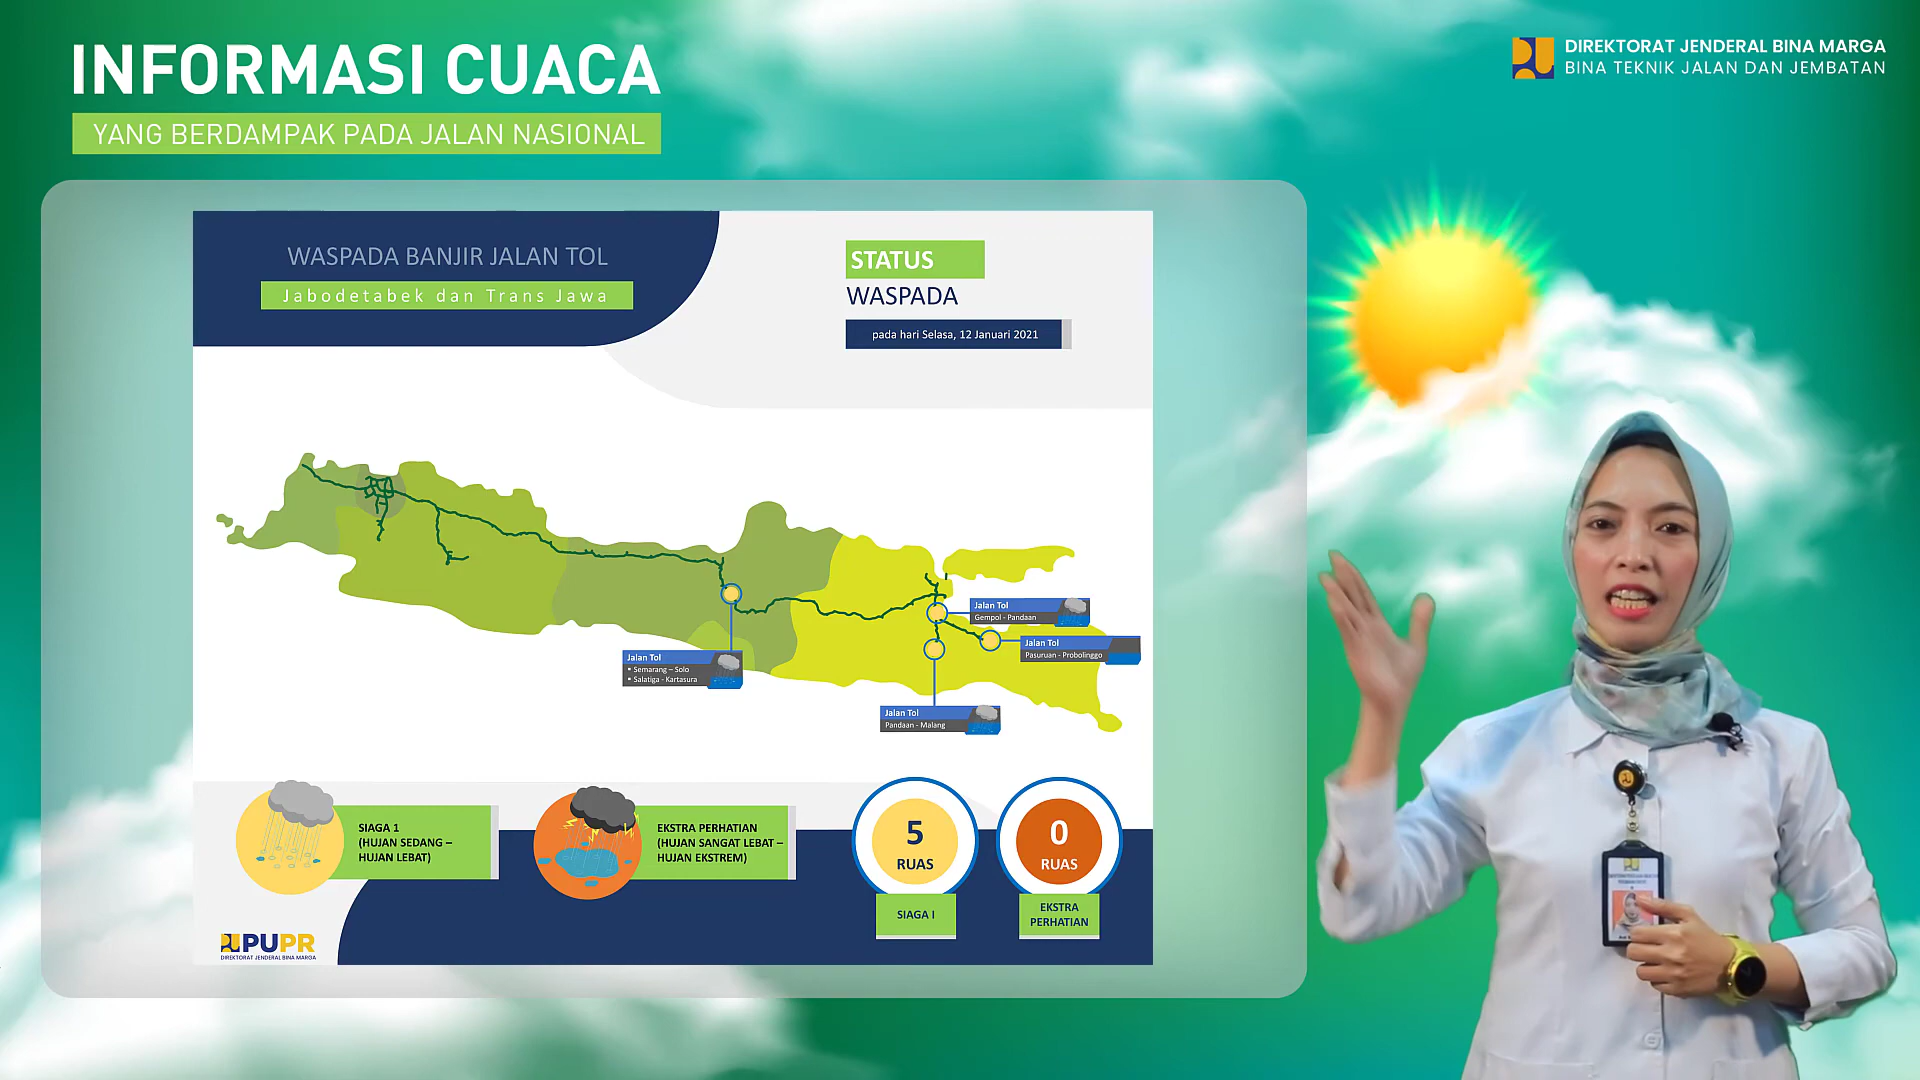 INFORMASI CUACA
YANG BERDAMPAK PADA JALAN NASIONAL
DIREKTORAT JENDERAL BINA MARGA
BINA TEKNIK JALAN DAN JEMBATAN
WASPADA BANJIR JALAN TOL
Jabodetabek dan Trans Jawa
STATUS
WASPADA
pada hari Selasa, 12 Januari 2021
Jalan Tol
Gempol - Pandaan
Jalan Tol
Pasuruan - Probolinggo
Jalan Tol
▪ Semarang – Solo
▪ Salatiga - Kartasura
Jalan Tol
Pandaan - Malang
SIAGA 1
(HUJAN SEDANG –
HUJAN LEBAT)
EKSTRA PERHATIAN
(HUJAN SANGAT LEBAT –
HUJAN EKSTREM)
5
RUAS
SIAGA I
0
RUAS
EKSTRA
PERHATIAN
PUPR
DIREKTORAT JENDERAL BINA MARGA